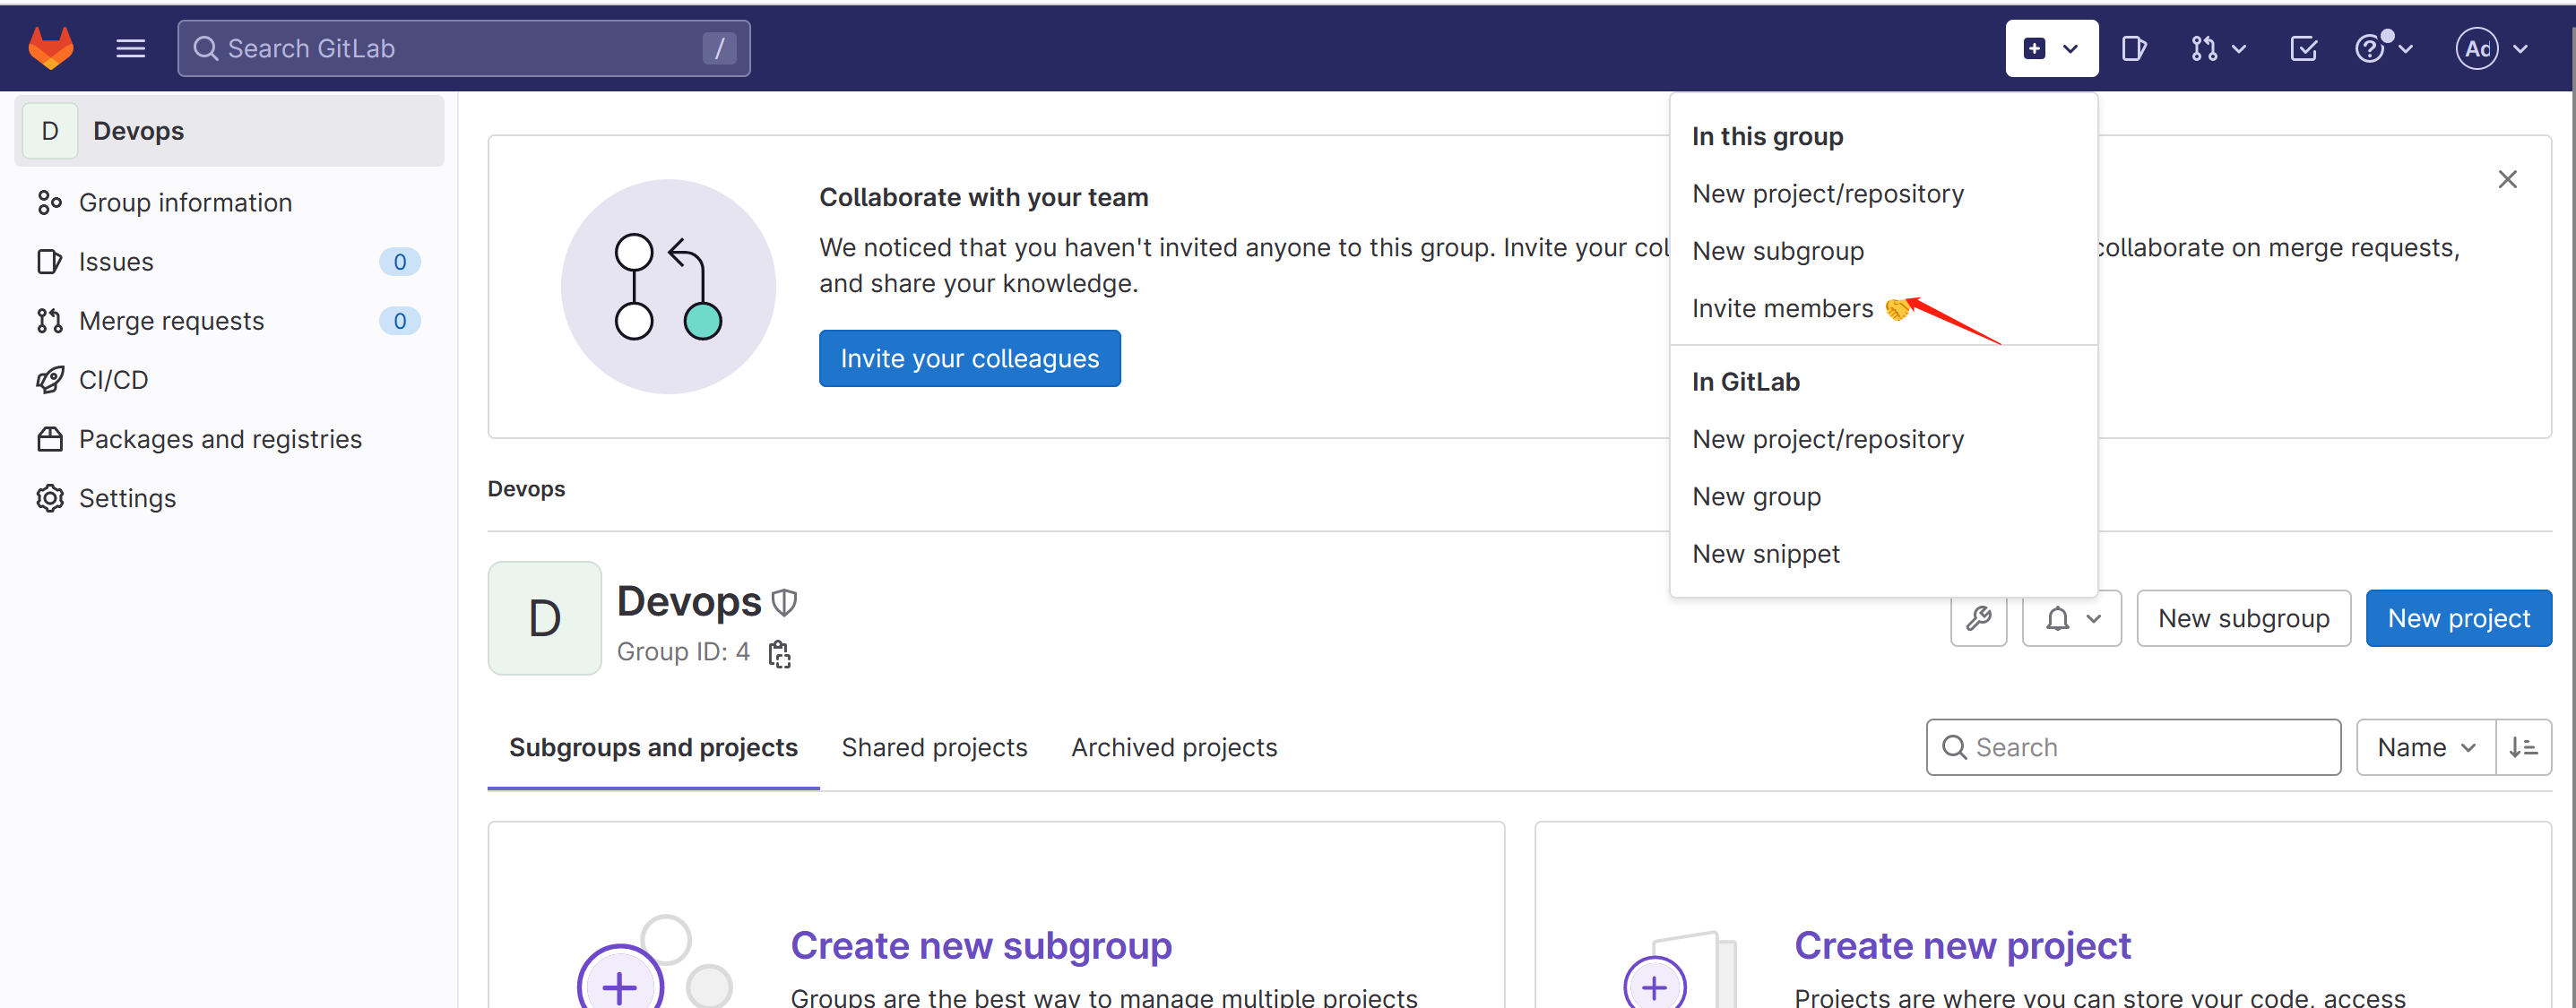 Search GitLab
/
Ad
D
Devops
Group information
Issues
0
Merge requests
0
CI/CD
Packages and registries
Settings
Collaborate with your team
We noticed that you haven't invited anyone to this group. Invite your col
collaborate on merge requests,
and share your knowledge.
Invite your colleagues
In this group
New project/repository
New subgroup
Invite members
In GitLab
New project/repository
New group
New snippet
Devops
D
Devops
Group ID: 4
New subgroup
New project
Subgroups and projects
Shared projects
Archived projects
Search
Name
Create new subgroup
Groups are the best way to manage multiple projects
Create new project
Projects are where you can store your code, access